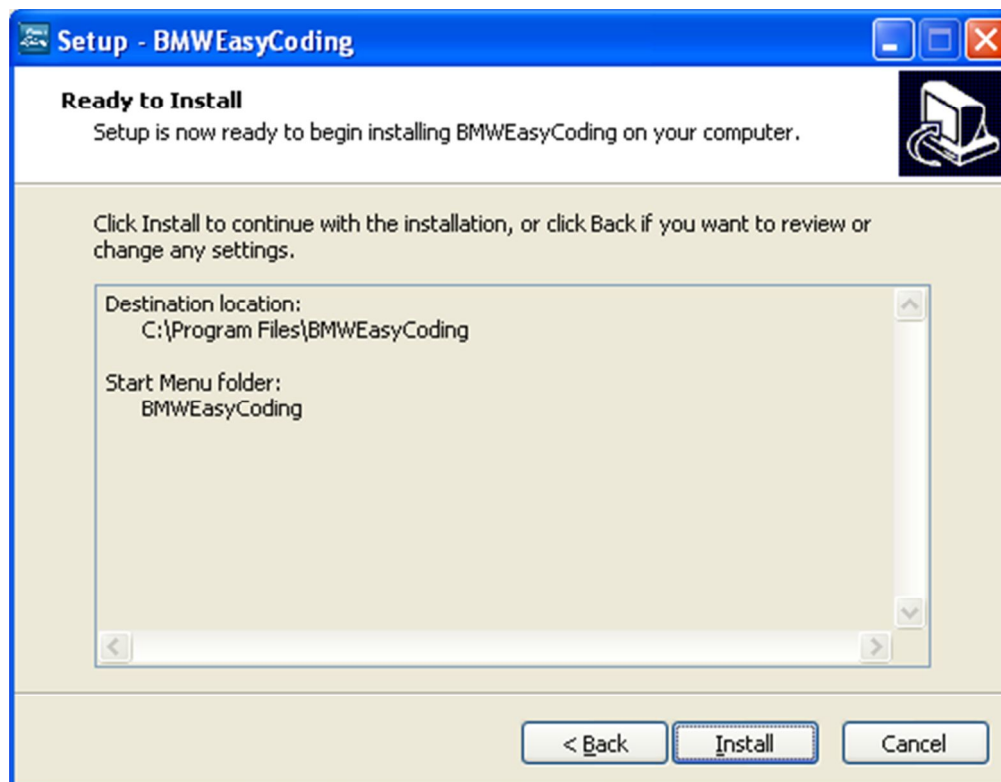 Setup - BMWEasyCoding
Ready to Install
Setup is now ready to begin installing BMWEasyCoding on your computer.
Click Install to continue with the installation, or click Back if you want to review or
change any settings.
Destination location:
C:\Program Files\BMWEasyCoding
Start Menu folder:
BMWEasyCoding
< Back
Install
Cancel